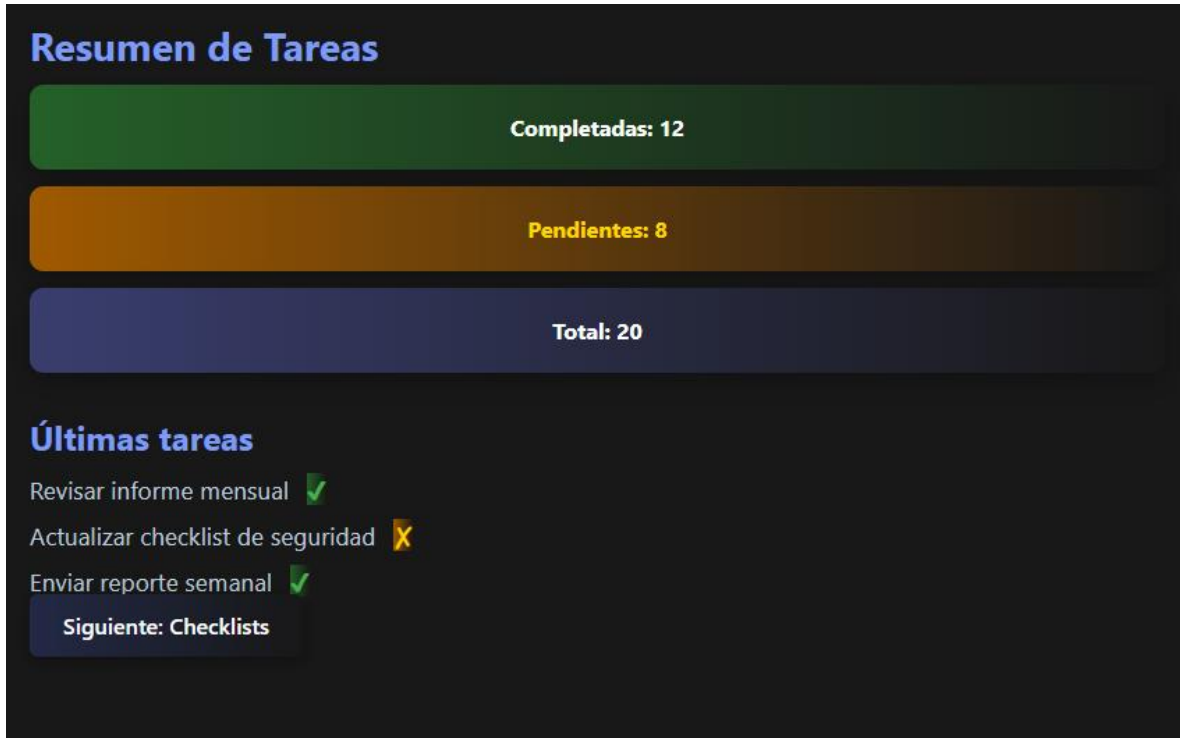 Resumen de Tareas
Completadas: 12
Pendientes: 8
Total: 20
Últimas tareas
Revisar informe mensual ✓
Actualizar checklist de seguridad ✗
Enviar reporte semanal ✓
Siguiente: Checklists